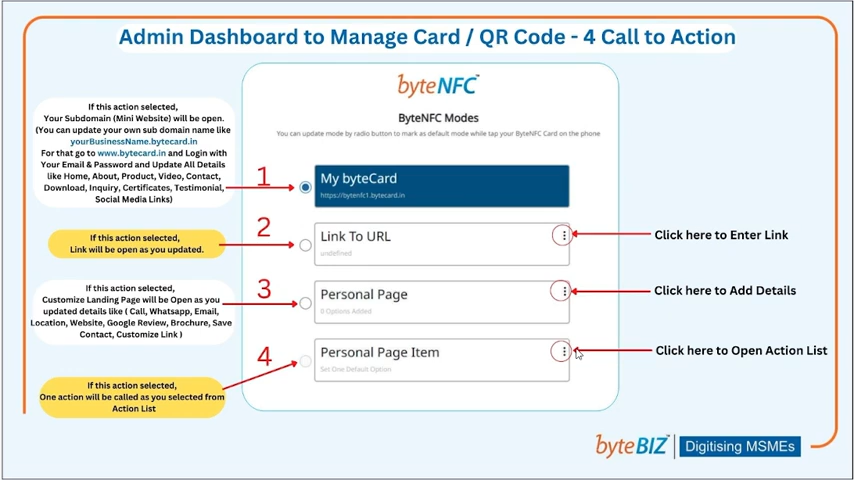 Admin Dashboard to Manage Card / QR Code - 4 Call to Action
byteNFC
ByteNFC Modes
You can update mode by radio button to mark as default mode while tap your ByteNFC Card on the phone
If this action selected,
Your Subdomain (Mini Website) will be open.
(You can update your own sub domain name like
yourBusinessName.bytecard.in
For that go to www.bytecard.in and Login with
Your Email & Password and Update All Details
like Home, About, Product, Video, Contact,
Download, Inquiry, Certificates, Testimonial,
Social Media Links)
1
My byteCard
https://bytenfc1.bytecard.in
If this action selected,
Link will be open as you updated.
2
Link To URL
undefined
Click here to Enter Link
If this action selected,
Customize Landing Page will be Open as you
updated details like ( Call, Whatsapp, Email,
Location, Website, Google Review, Brochure, Save
Contact, Customize Link )
3
Personal Page
0 Options Added
Click here to Add Details
4
Personal Page Item
Set One Default Option
Click here to Open Action List
If this action selected,
One action will be called as you selected from
Action List
byteBIZ Digitising MSMEs